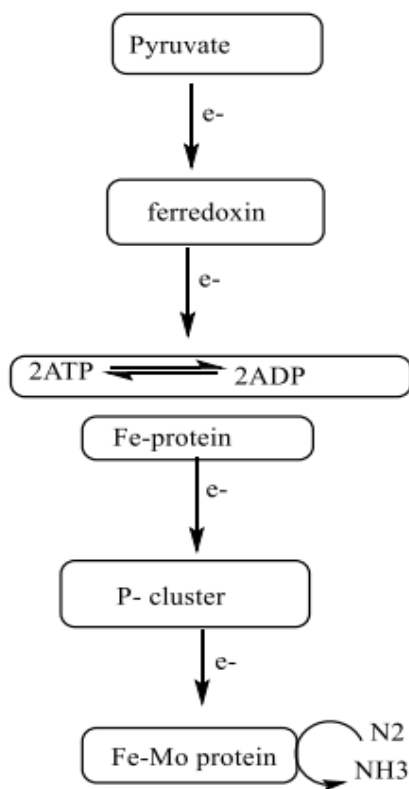 Pyruvate
e-
ferredoxin
e-
2ATP 2ADP
Fe-protein
e-
P- cluster
e-
Fe-Mo protein
N2
NH3